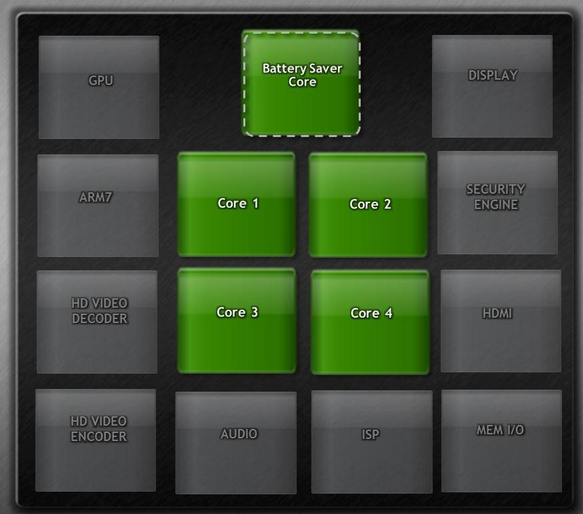 GPU
Battery Saver
Core
DISPLAY
ARM7
Core 1
Core 2
SECURITY
ENGINE
HD VIDEO
DECODER
Core 3
Core 4
HDMI
HD VIDEO
ENCODER
AUDIO
ISP
MEM I/O